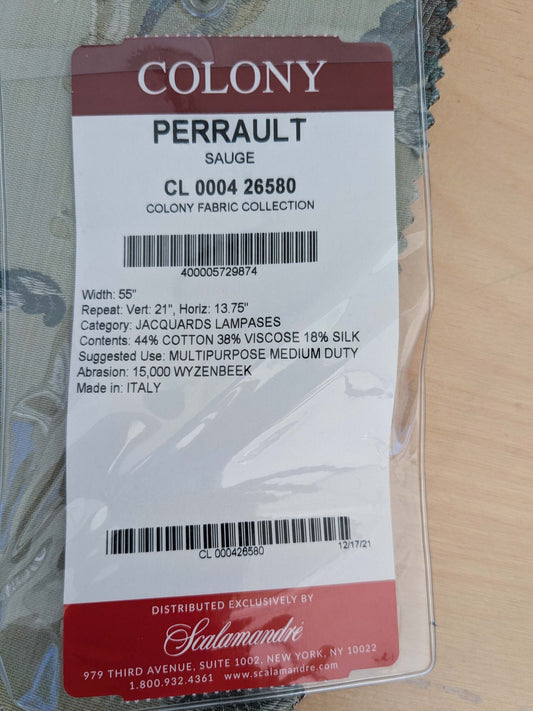 COLONY
PERRAULT
SAUGE
CL 0004 26580
COLONY FABRIC COLLECTION
400005729874
Width: 55"
Repeat: Vert: 21", Horiz: 13.75"
Category: JACQUARDS LAMPASES
Contents: 44% COTTON 38% VISCOSE 18% SILK
Suggested Use: MULTIPURPOSE MEDIUM DUTY
Abrasion: 15,000 WYZENBEEK
Made in: ITALY
CL 000426580 12/17/21
DISTRIBUTED EXCLUSIVELY BY
Scalamandré
979 THIRD AVENUE, SUITE 1002, NEW YORK, NY 10022
1.800.932.4361 www.scalamandre.com